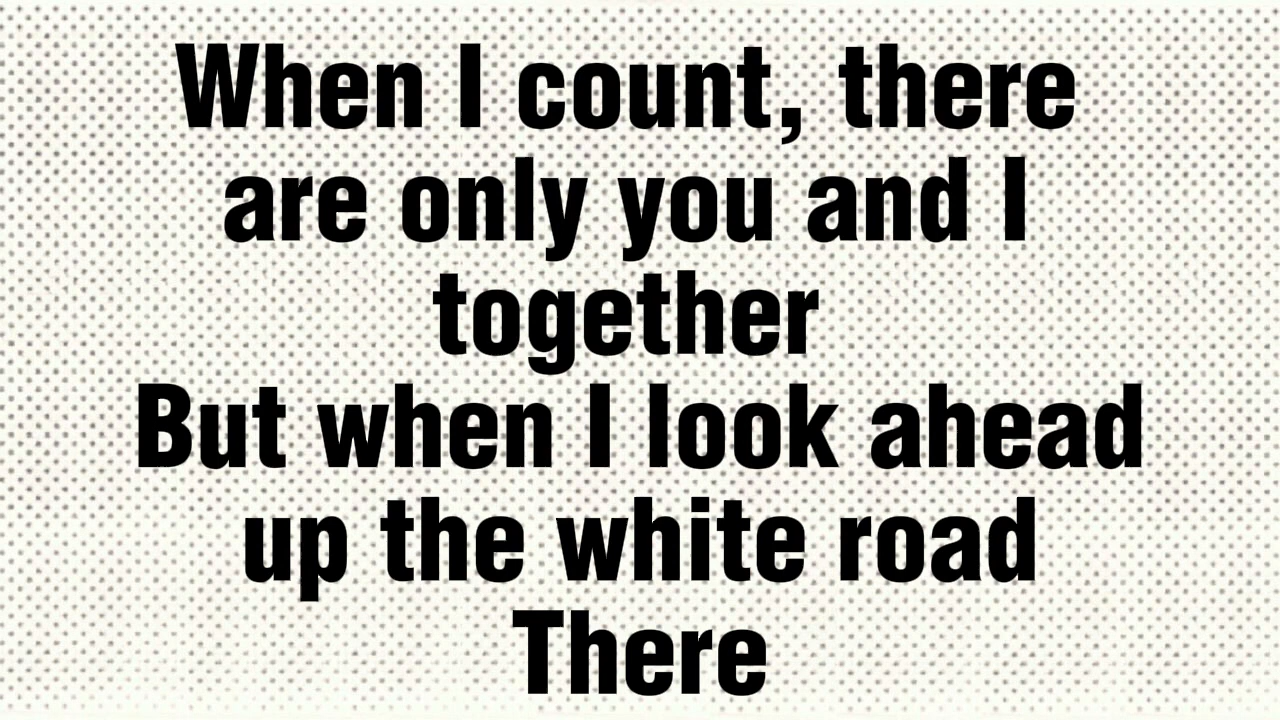 When I count, there
are only you and I
together
But when I look ahead
up the white road
There